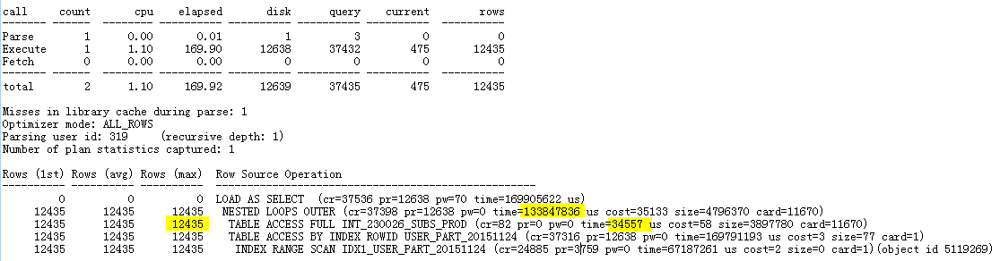 call     count       cpu    elapsed       disk      query    current        rows
------- ------  -------- ---------- ---------- ---------- ----------  ----------
Parse        1      0.00       0.01          1          3          0           0
Execute      1      1.10     169.90      12638      37432        475       12435
Fetch        0      0.00       0.00          0          0          0           0
------- ------  -------- ---------- ---------- ---------- ----------  ----------
total        2      1.10     169.92      12639      37435        475       12435
Misses in library cache during parse: 1
Optimizer mode: ALL_ROWS
Parsing user id: 319     (recursive depth: 1)
Number of plan statistics captured: 1
Rows (1st) Rows (avg) Rows (max)  Row Source Operation
---------- ---------- ----------  ---------------------------------------------------
         0          0          0  LOAD AS SELECT  (cr=37536 pr=12638 pw=70 time=169905622 us)
     12435      12435      12435   NESTED LOOPS OUTER (cr=37398 pr=12638 pw=0 time=133847836 us cost=35133 size=4796370 card=11670)
     12435      12435      12435    TABLE ACCESS FULL INT_230026_SUBS_PROD (cr=82 pr=0 pw=0 time=34557 us cost=58 size=3897780 card=11670)
     12435      12435      12435    TABLE ACCESS BY INDEX ROWID USER_PART_20151124 (cr=37316 pr=12638 pw=0 time=169791193 us cost=3 size=77 card=1)
     12435      12435      12435     INDEX RANGE SCAN IDX1_USER_PART_20151124 (cr=24885 pr=3759 pw=0 time=67187261 us cost=2 size=0 card=1)(object id 5119269)